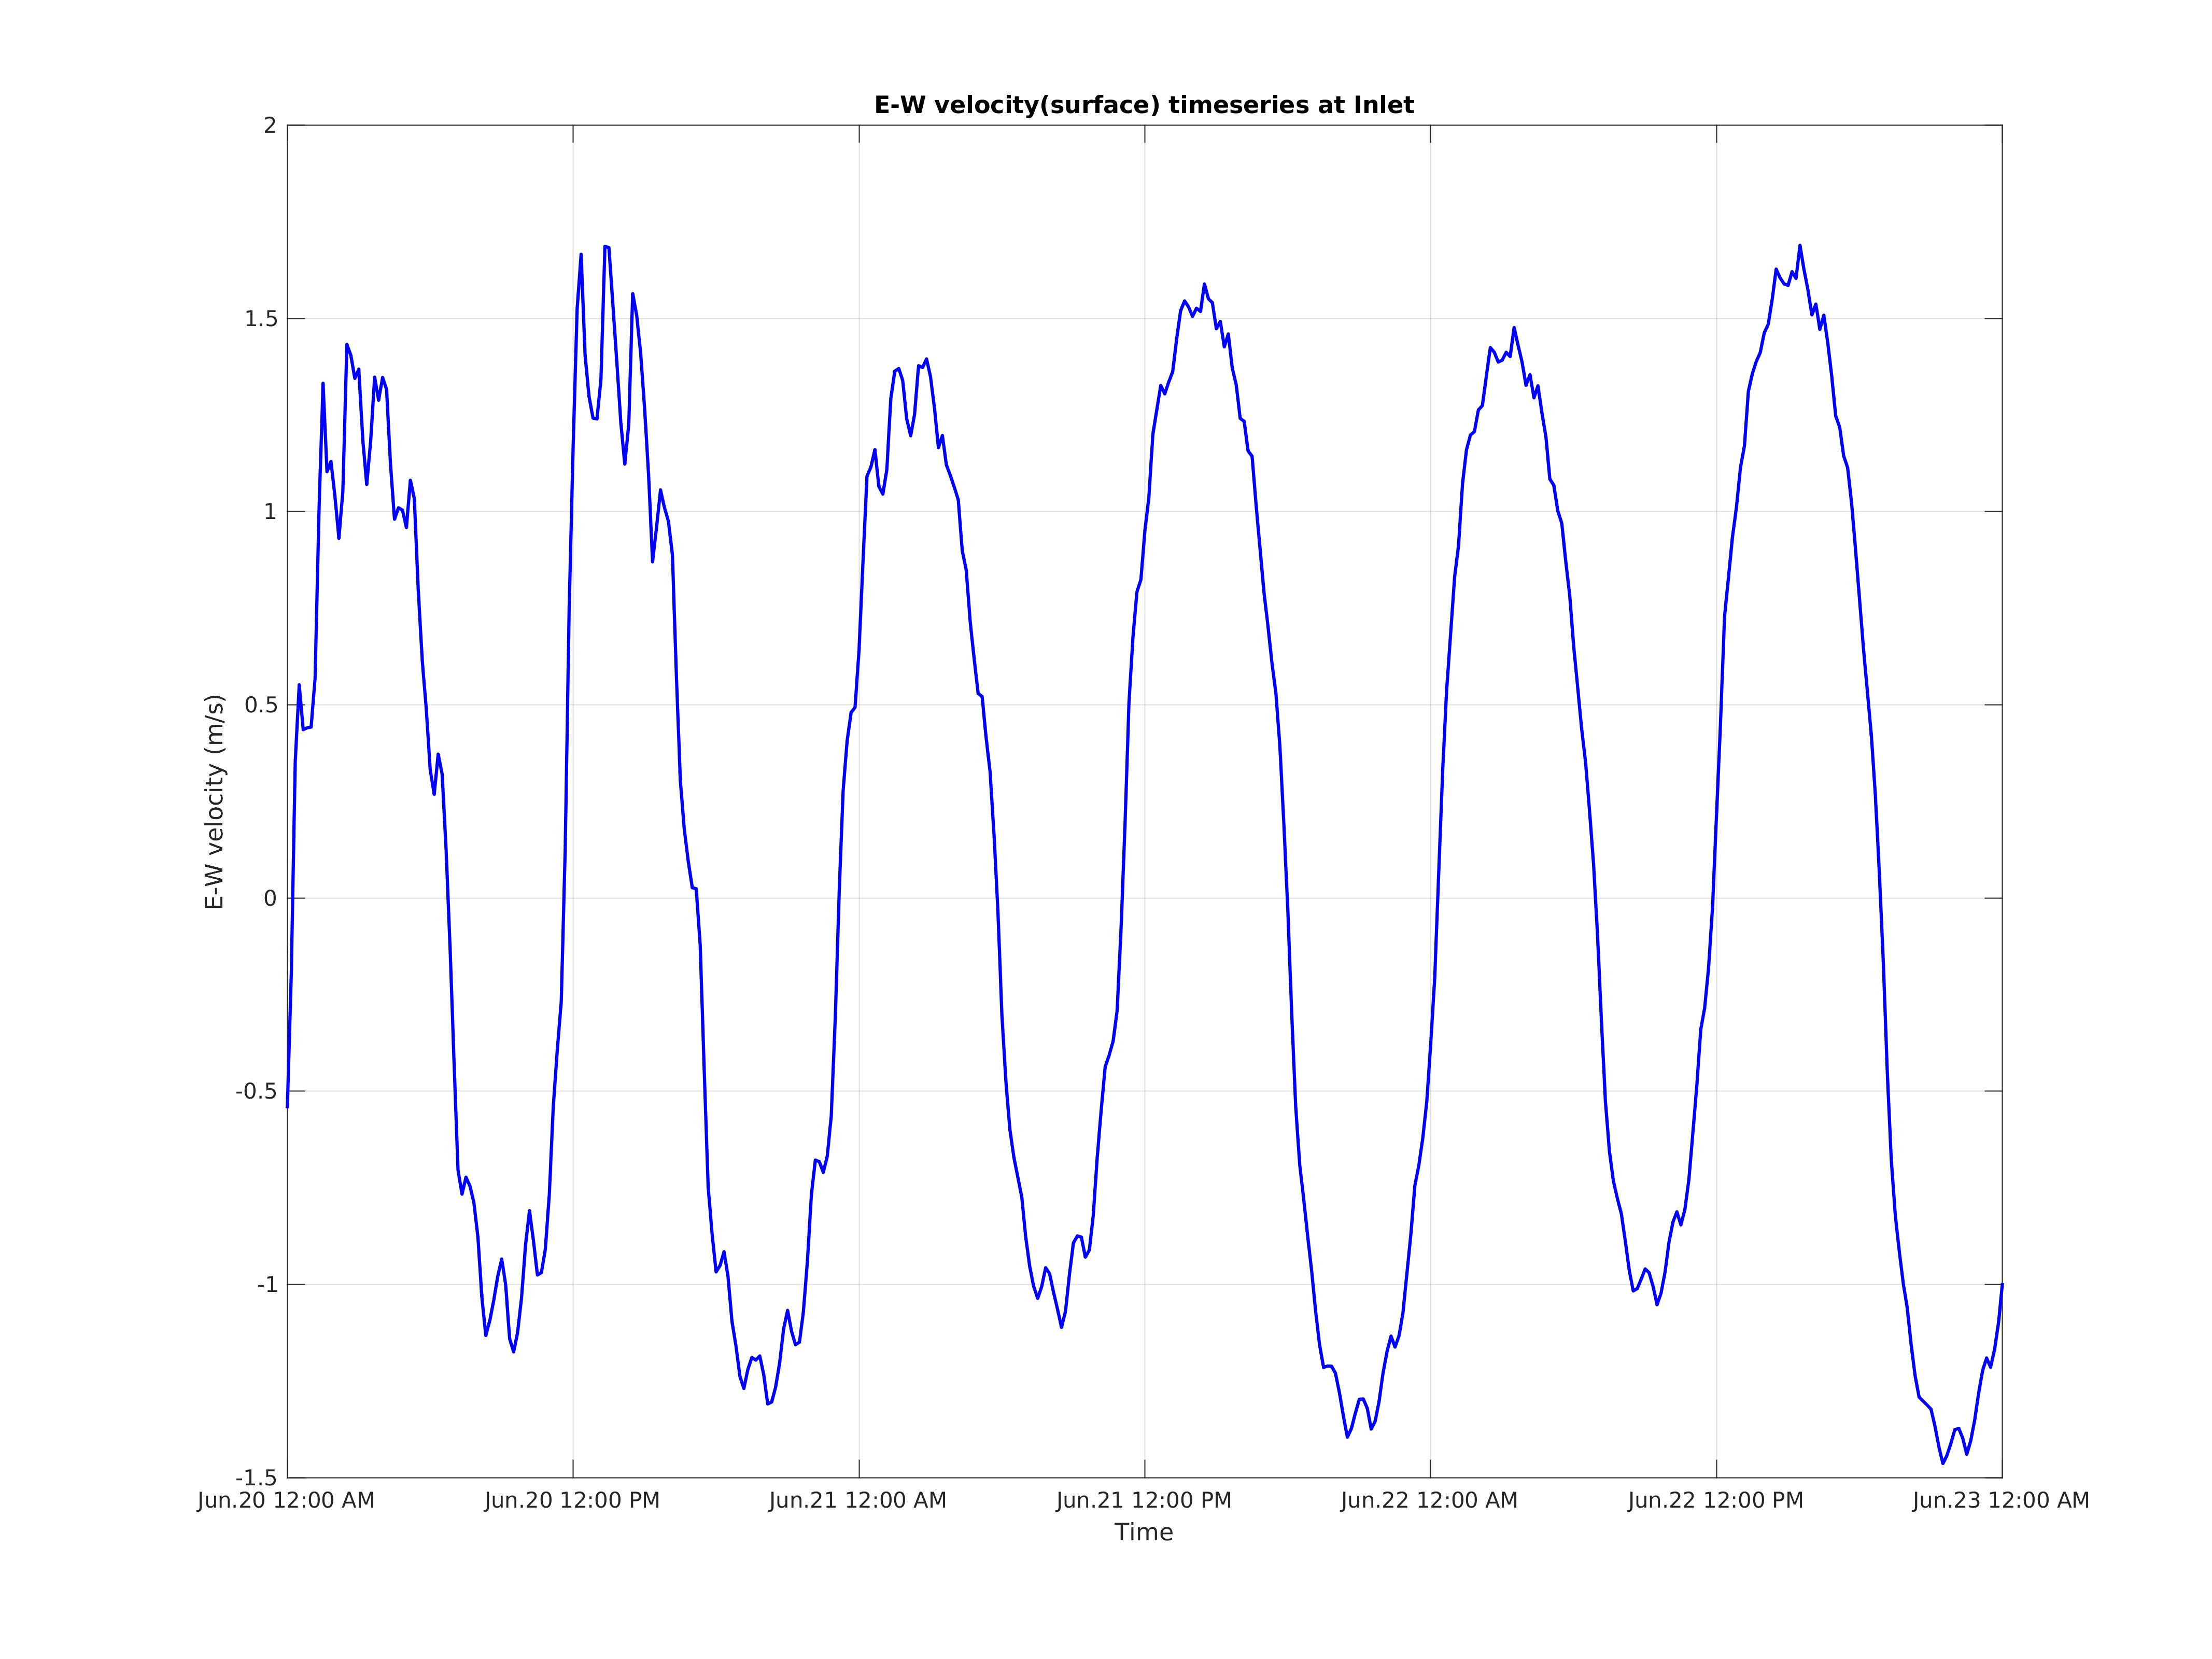 E-W velocity(surface) timeseries at Inlet
2
1.5
1
0.5
0
-0.5
-1
-1.5
E-W velocity (m/s)
Jun.20 12:00 AM Jun.20 12:00 PM Jun.21 12:00 AM Jun.21 12:00 PM Jun.22 12:00 AM Jun.22 12:00 PM Jun.23 12:00 AM
Time